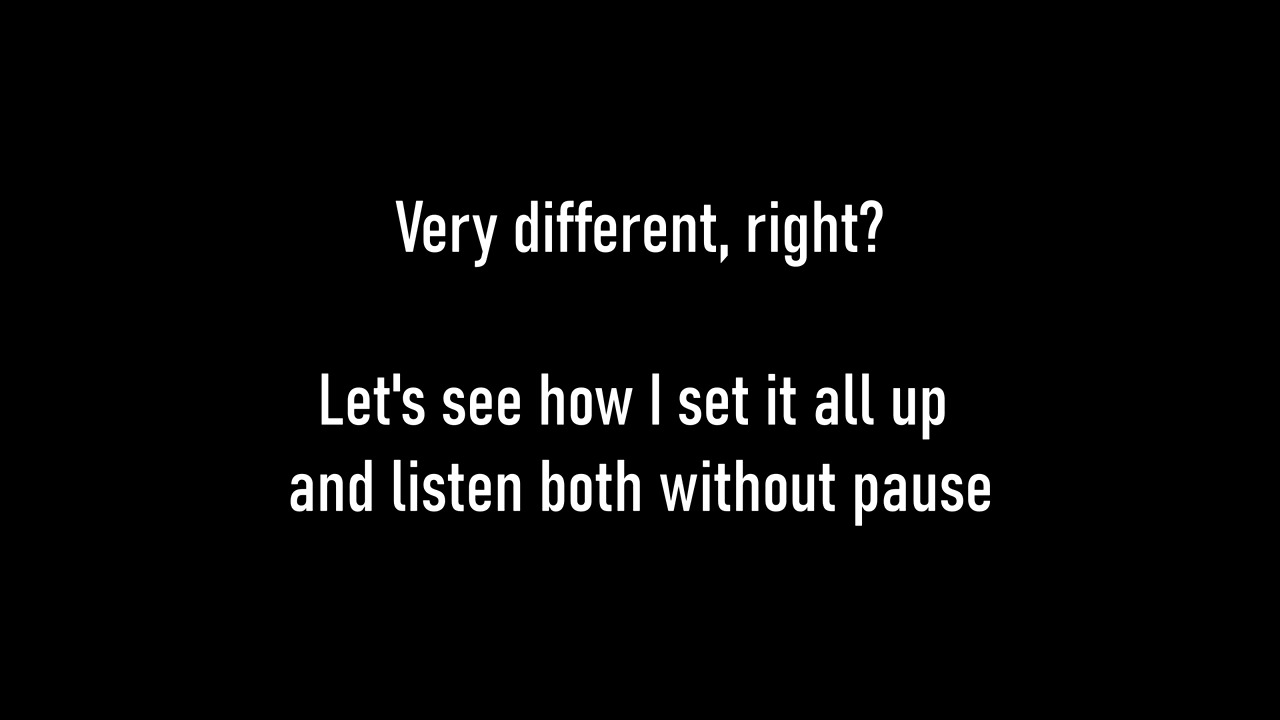 Very different, right?
Let's see how I set it all up
and listen both without pause